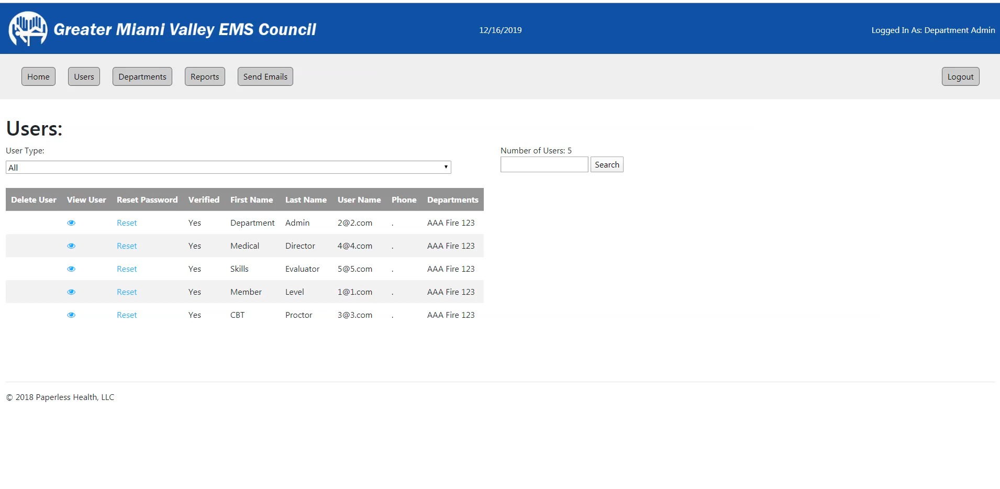 Greater Miami Valley EMS Council
12/16/2019
Logged In As: Department Admin
Home Users Departments Reports Send Emails Logout
Users:
User Type:
All
Number of Users: 5
Search
Delete User View User Reset Password Verified First Name Last Name User Name Phone Departments
Reset Yes Department Admin 2@2.com . AAA Fire 123
Reset Yes Medical Director 4@4.com . AAA Fire 123
Reset Yes Skills Evaluator 5@5.com . AAA Fire 123
Reset Yes Member Level 1@1.com . AAA Fire 123
Reset Yes CBT Proctor 3@3.com . AAA Fire 123
© 2018 Paperless Health, LLC